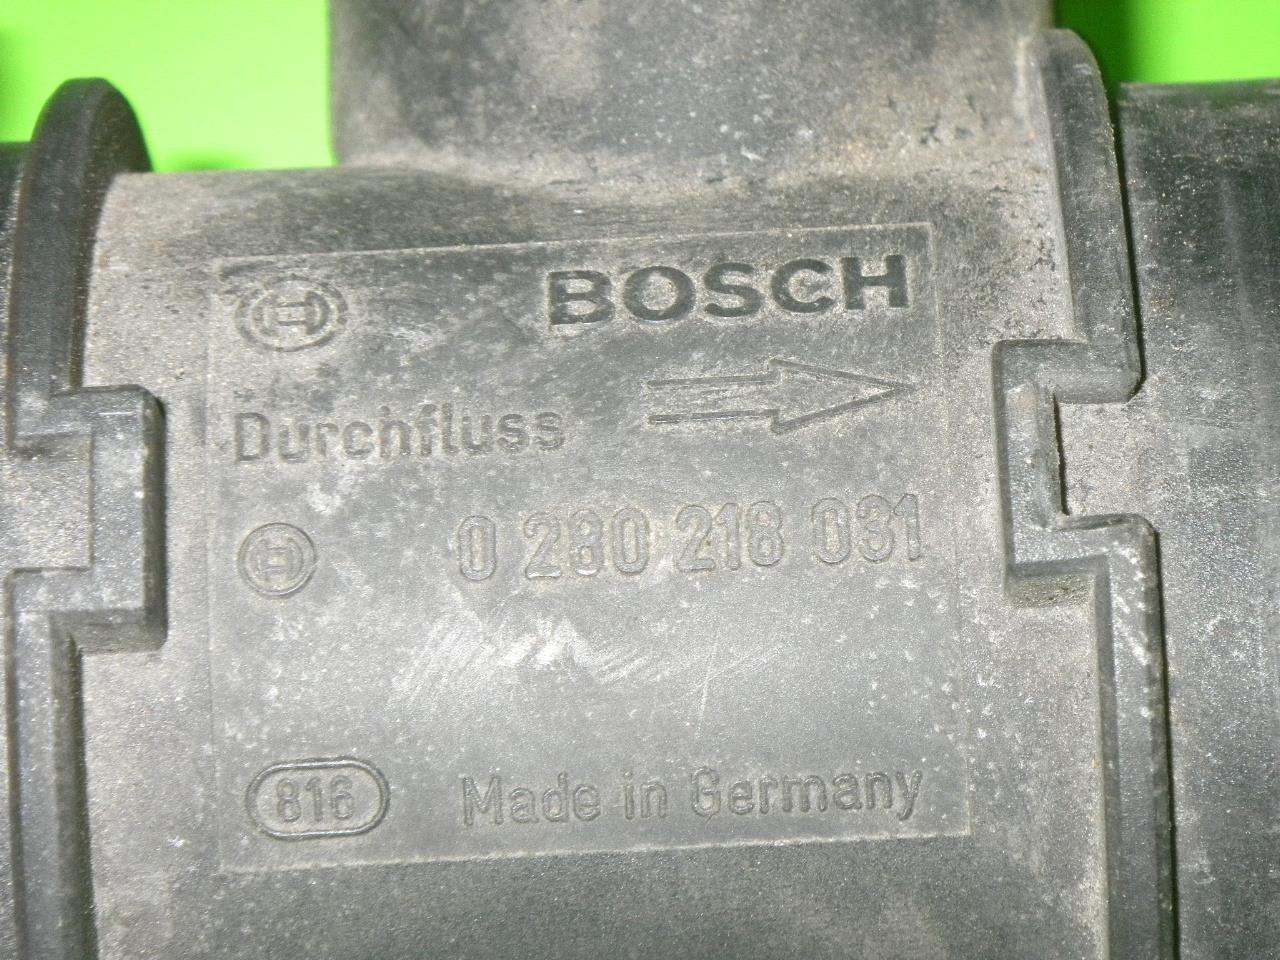 BOSCH
Durchfluss
0 280 218 031
816 Made in Germany